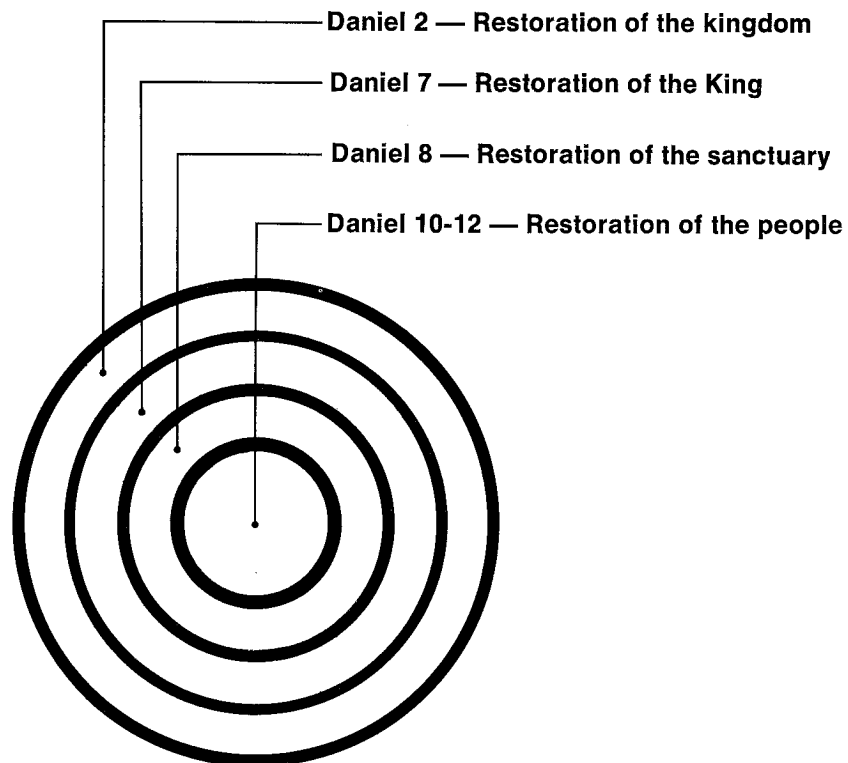 Daniel 2 — Restoration of the kingdom
Daniel 7 — Restoration of the King
Daniel 8 — Restoration of the sanctuary
Daniel 10-12 — Restoration of the people